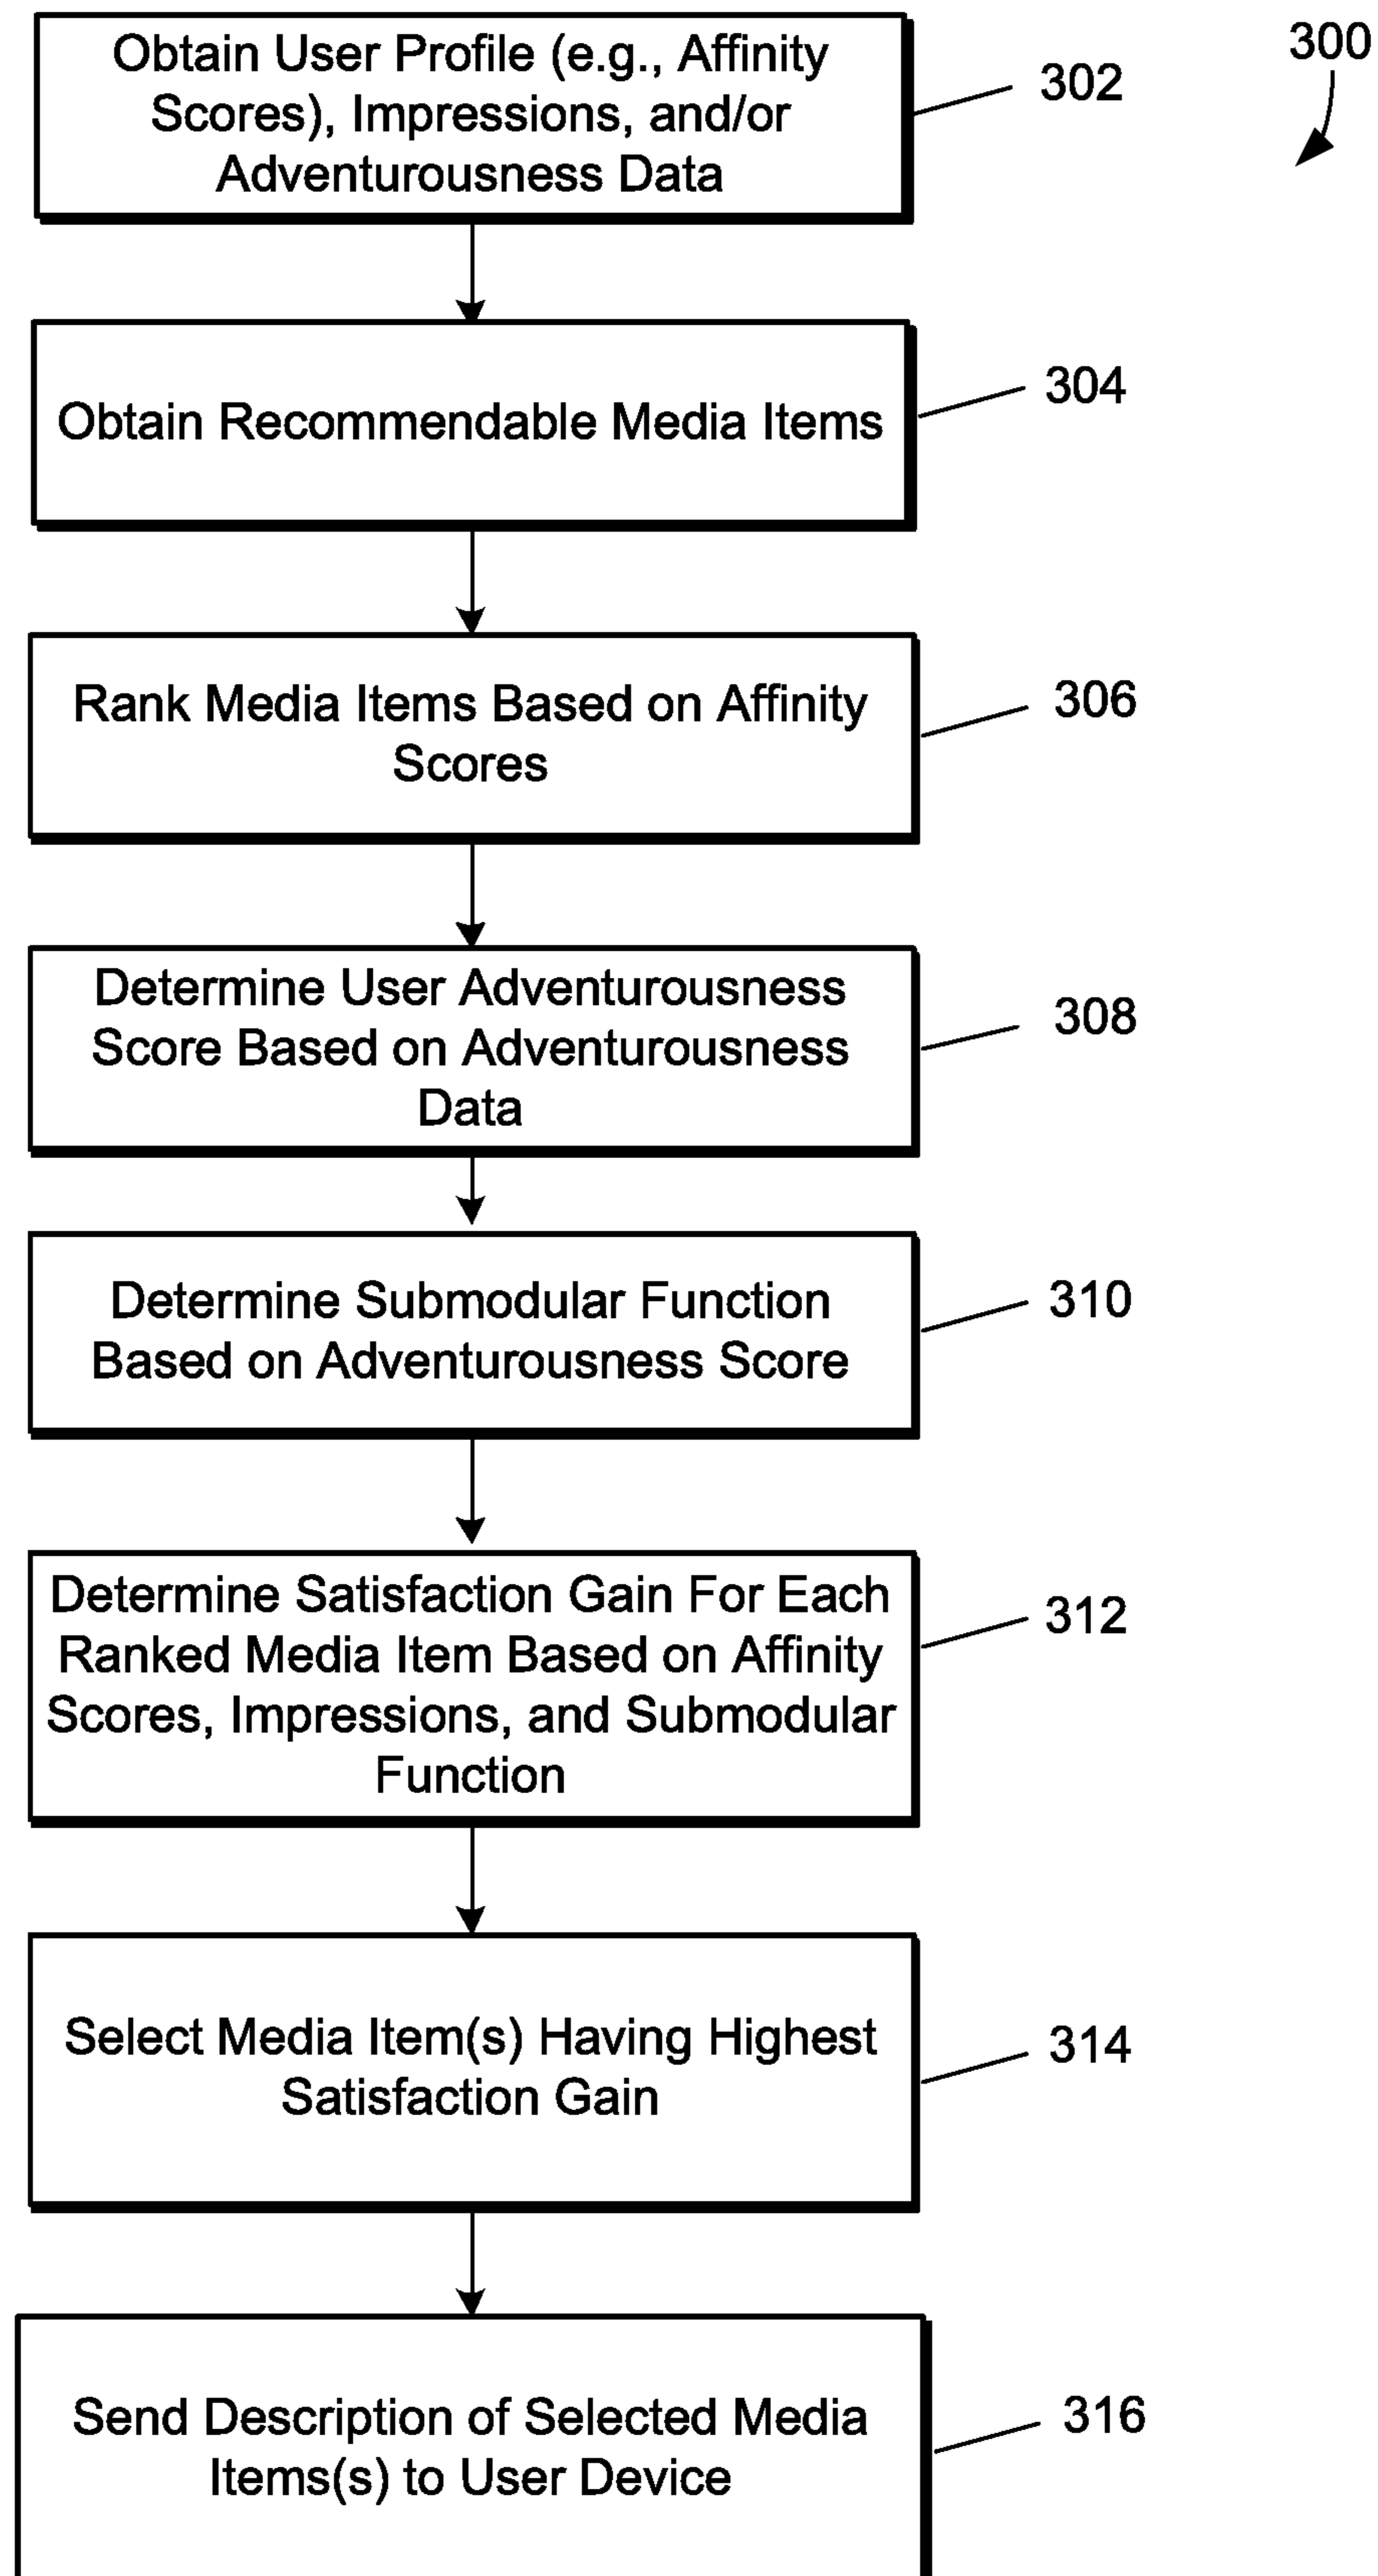 300
Obtain User Profile (e.g., Affinity
Scores), Impressions, and/or
Adventurousness Data
302
Obtain Recommendable Media Items
304
Rank Media Items Based on Affinity
Scores
306
Determine User Adventurousness
Score Based on Adventurousness
Data
308
Determine Submodular Function
Based on Adventurousness Score
310
Determine Satisfaction Gain For Each
Ranked Media Item Based on Affinity
Scores, Impressions, and Submodular
Function
312
Select Media Item(s) Having Highest
Satisfaction Gain
314
Send Description of Selected Media
Items(s) to User Device
316